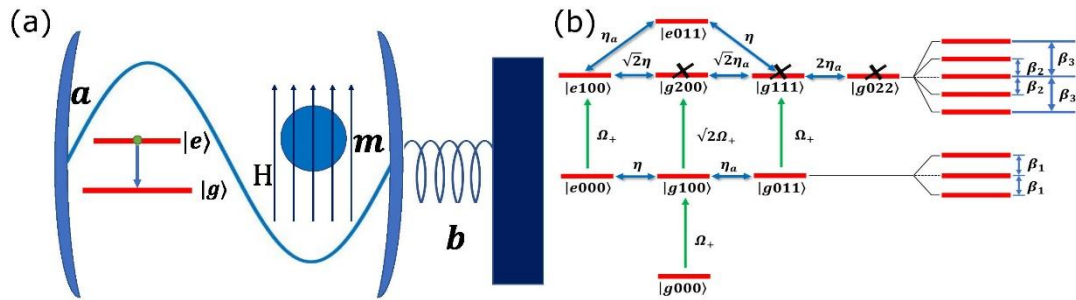 (a)
a
|e⟩
|g⟩
H
m
b
(b)
|e011⟩
η_a
η
|e100⟩
√2η
|g200⟩
√2η_a
|g111⟩
2η_a
|g022⟩
β_2
β_2
β_3
β_3
Ω_+
√2Ω_+
Ω_+
|e000⟩
η
|g100⟩
η_a
|g011⟩
β_1
β_1
Ω_+
|g000⟩